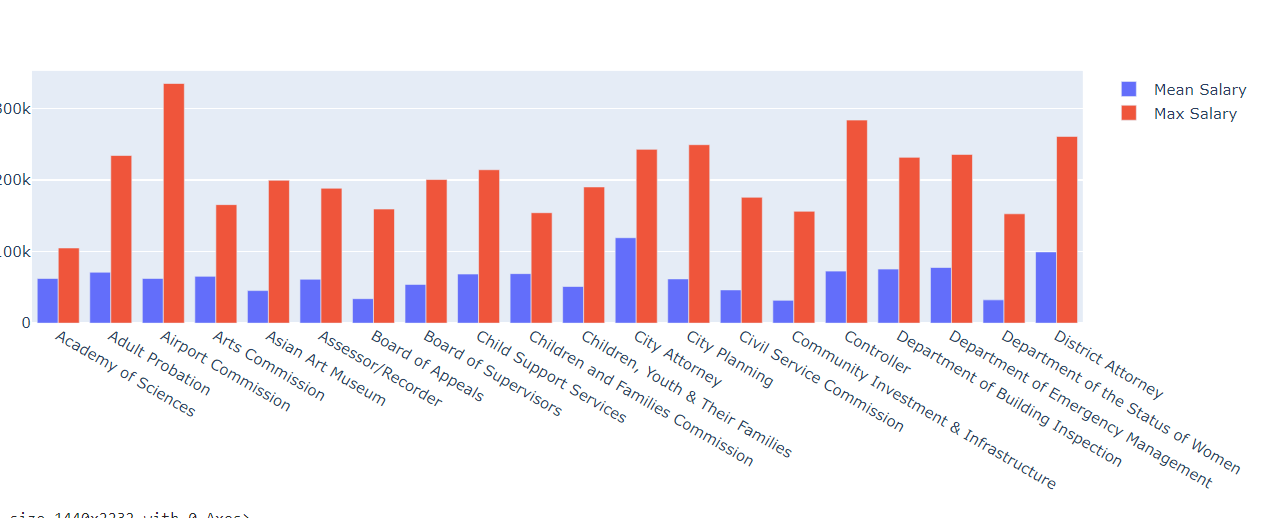 Mean Salary
Max Salary
300k
200k
100k
0
Academy of Sciences
Adult Probation
Airport Commission
Arts Commission
Asian Art Museum
Assessor/Recorder
Board of Appeals
Board of Supervisors
Child Support Services
Children and Families Commission
Children, Youth & Their Families
City Attorney
City Planning
Civil Service Commission
Community Investment & Infrastructure
Controller
Department of Building Inspection
Department of Emergency Management
Department of the Status of Women
District Attorney
size 1440x2232 with 0 Axes>